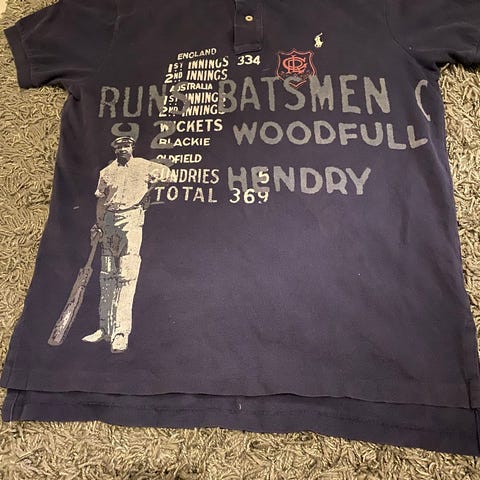 ENGLAND
1ST INNINGS 334
2ND INNINGS
AUSTRALIA
1ST INNINGS
2ND INNINGS
RUNS BATSMEN C
92 WOODFULL
WICKETS
BLACKIE
OLDFIELD
SUNDRIES 5
HENDRY
TOTAL 369